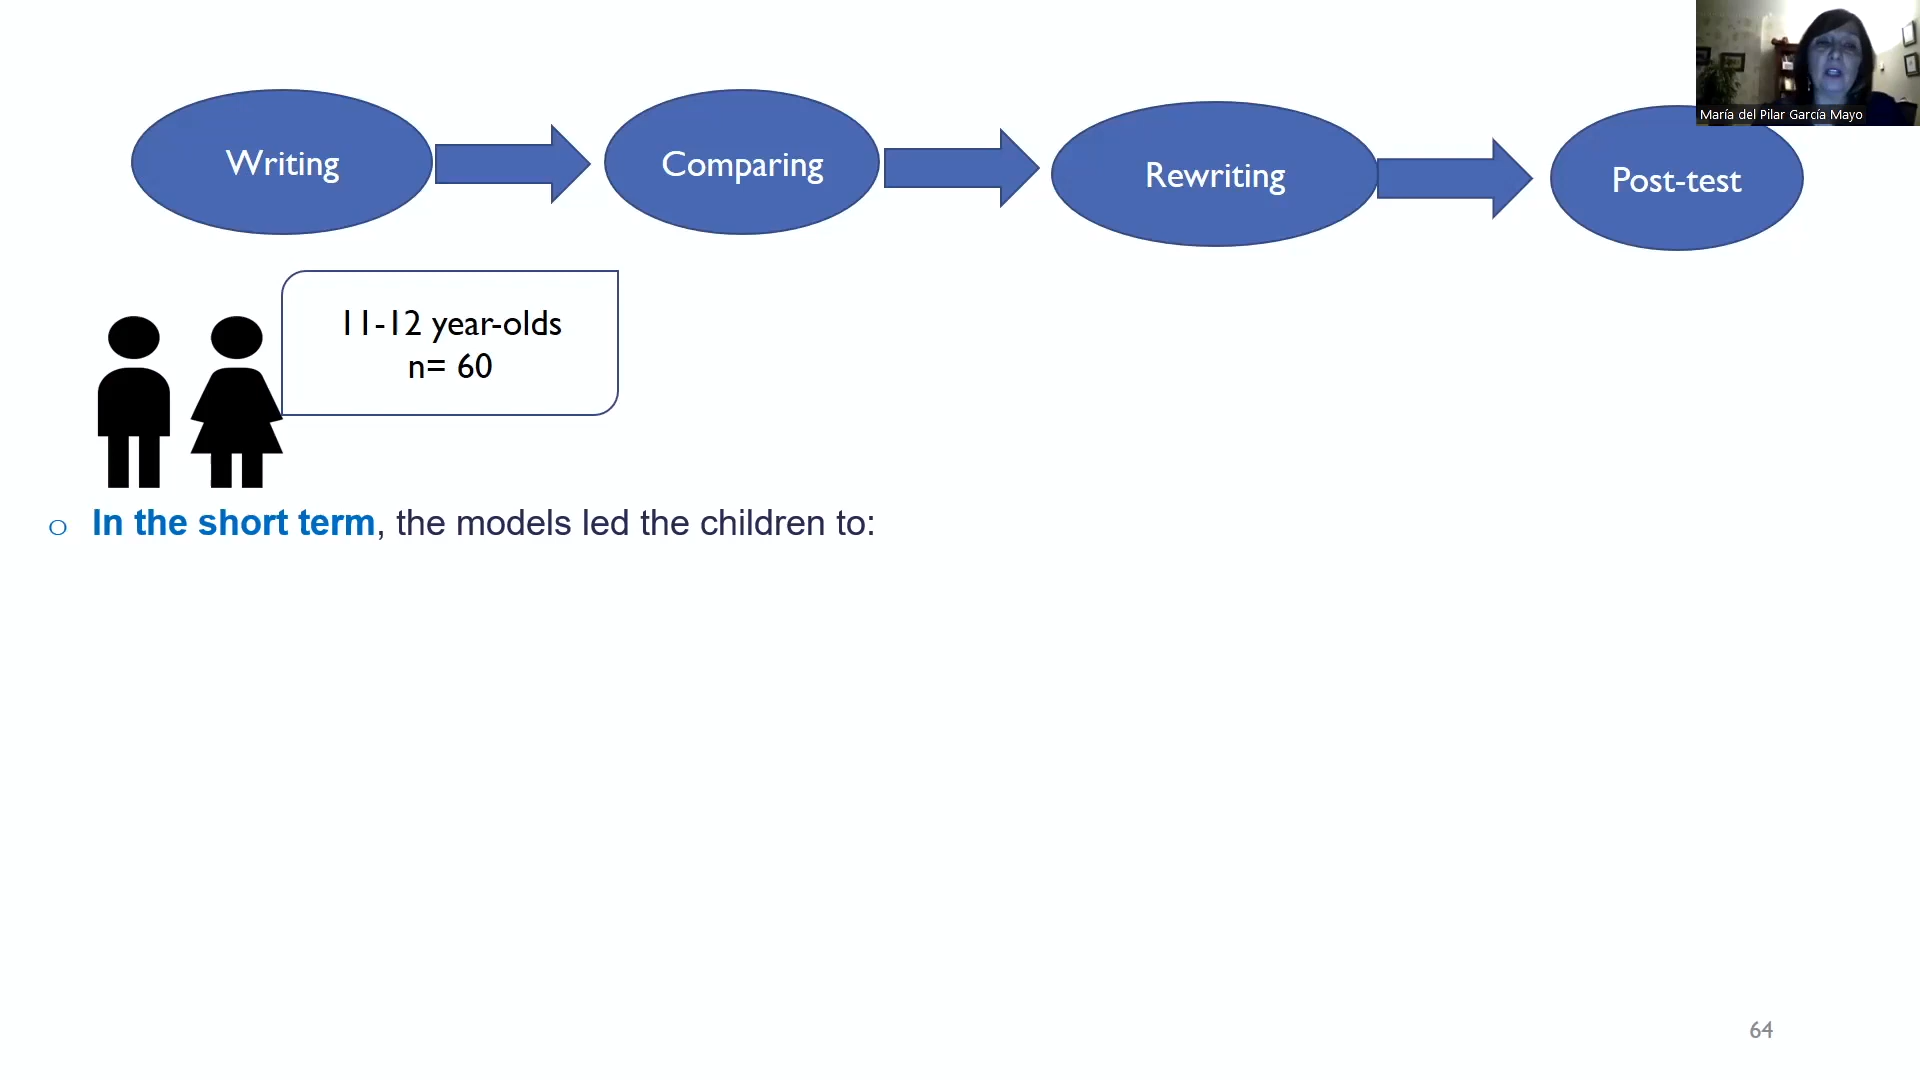 Writing
Comparing
Rewriting
Post-test
María del Pilar García Mayo
11-12 year-olds
n= 60
o In the short term, the models led the children to:
64